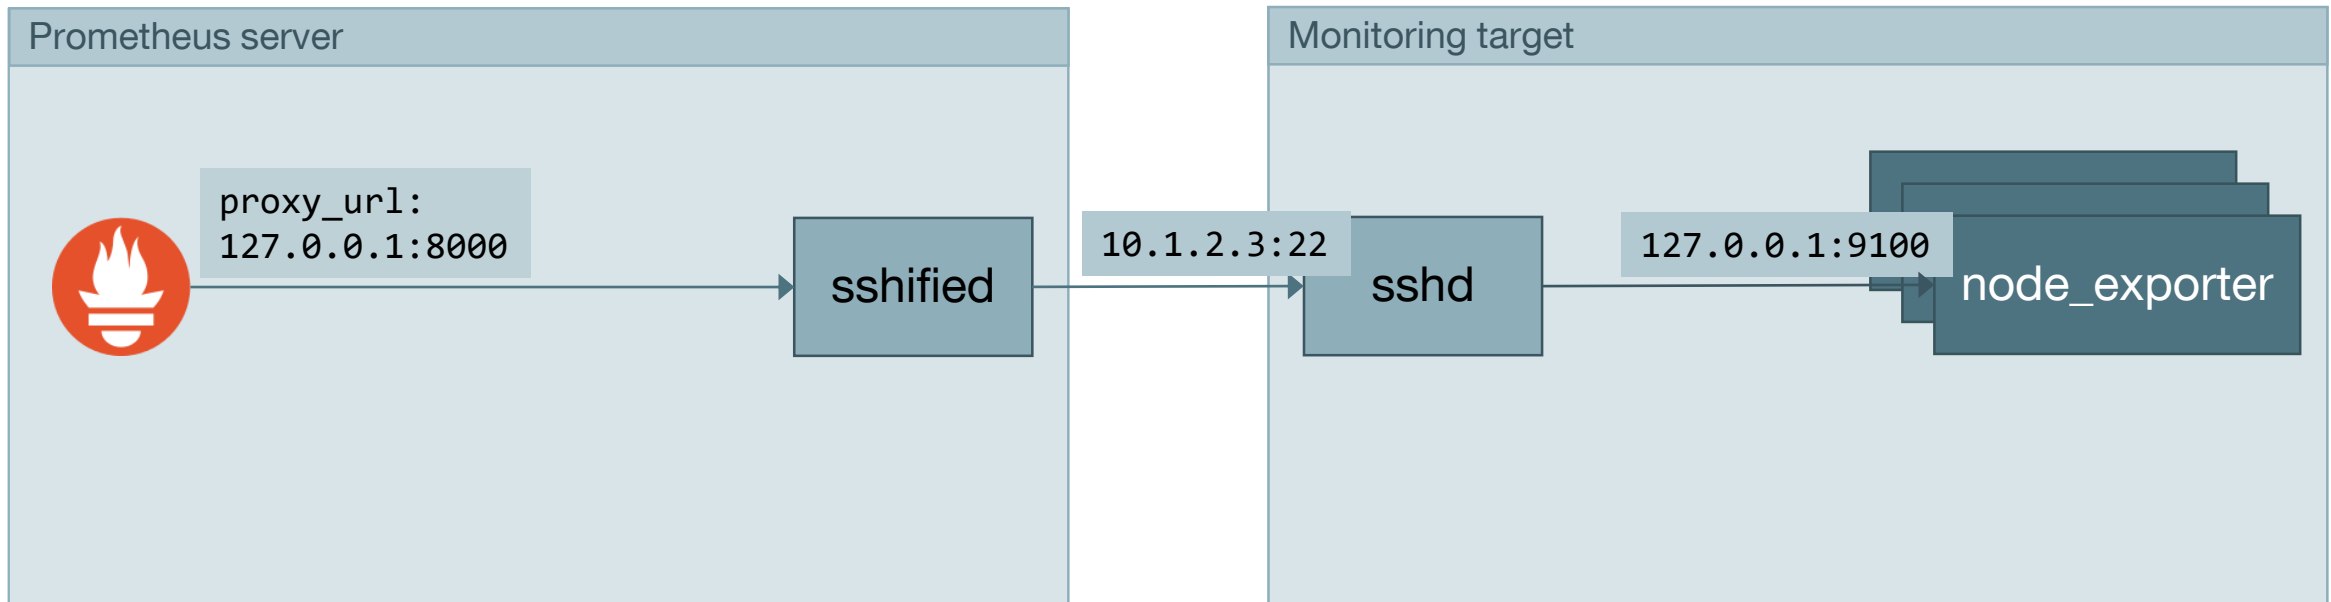 Prometheus server
Monitoring target
proxy_url:
127.0.0.1:8000
sshified
10.1.2.3:22
sshd
127.0.0.1:9100
node_exporter